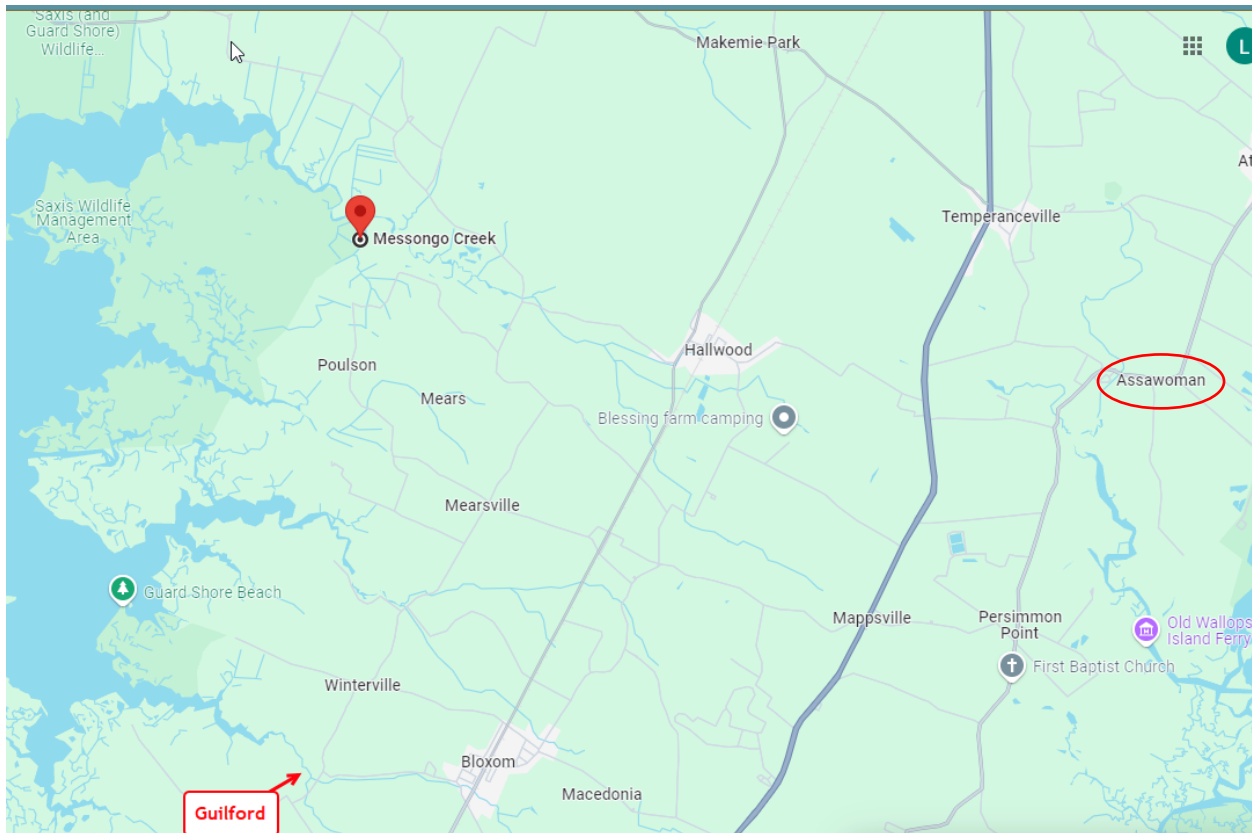 Saxis (and
Guard Shore)
Wildlife...
Makemie Park
L
At
Saxis Wildlife
Management
Area
Temperanceville
Messongo Creek
Hallwood
Poulson
Assawoman
Mears
Blessing farm camping
Mearsville
Guard Shore Beach
Mappsville
Persimmon
Point
Old Wallops
Island Ferry
First Baptist Church
Winterville
Bloxom
Macedonia
Guilford